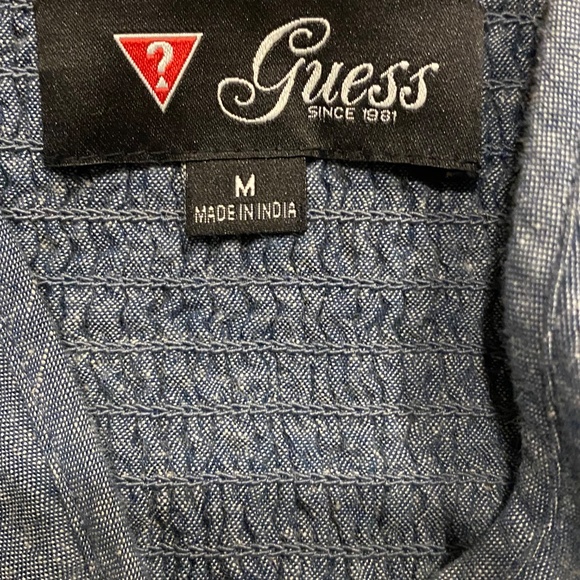 ?
Guess
SINCE 1981
M
MADE IN INDIA